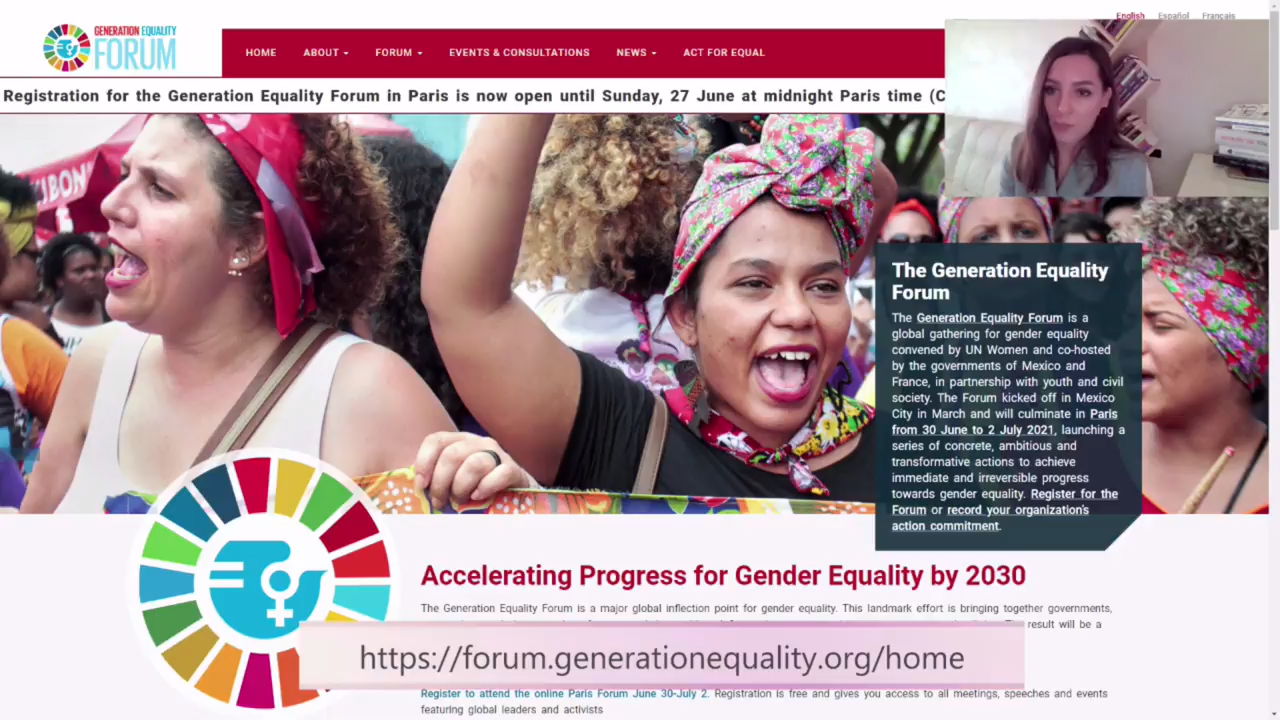 English Español Français
GENERATION EQUALITY
FORUM
HOME ABOUT FORUM EVENTS & CONSULTATIONS NEWS ACT FOR EQUAL
Registration for the Generation Equality Forum in Paris is now open until Sunday, 27 June at midnight Paris time (C
The Generation Equality
Forum
The Generation Equality Forum is a
global gathering for gender equality
convened by UN Women and co-hosted
by the governments of Mexico and
France, in partnership with youth and civil
society. The Forum kicked off in Mexico
City in March and will culminate in Paris
from 30 June to 2 July 2021, launching a
series of concrete, ambitious and
transformative actions to achieve
immediate and irreversible progress
towards gender equality. Register for the
Forum or record your organization's
action commitment.
Accelerating Progress for Gender Equality by 2030
The Generation Equality Forum is a major global inflection point for gender equality. This landmark effort is bringing together governments,
result will be a
https://forum.generationequality.org/home
Register to attend the online Paris Forum June 30-July 2. Registration is free and gives you access to all meetings, speeches and events
featuring global leaders and activists